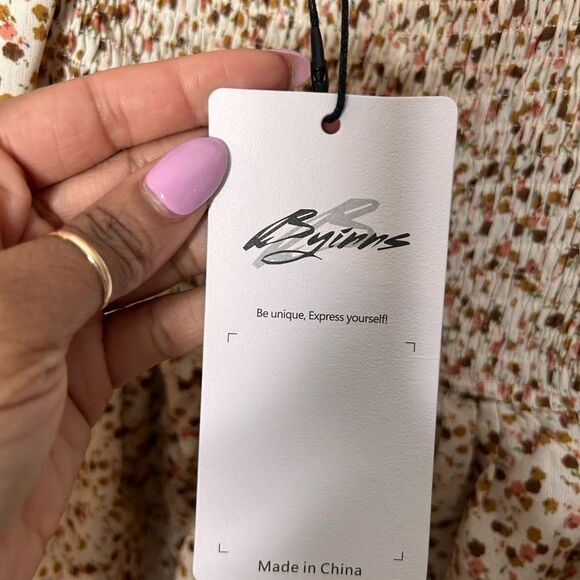 Byinns
Be unique, Express yourself!
Made in China